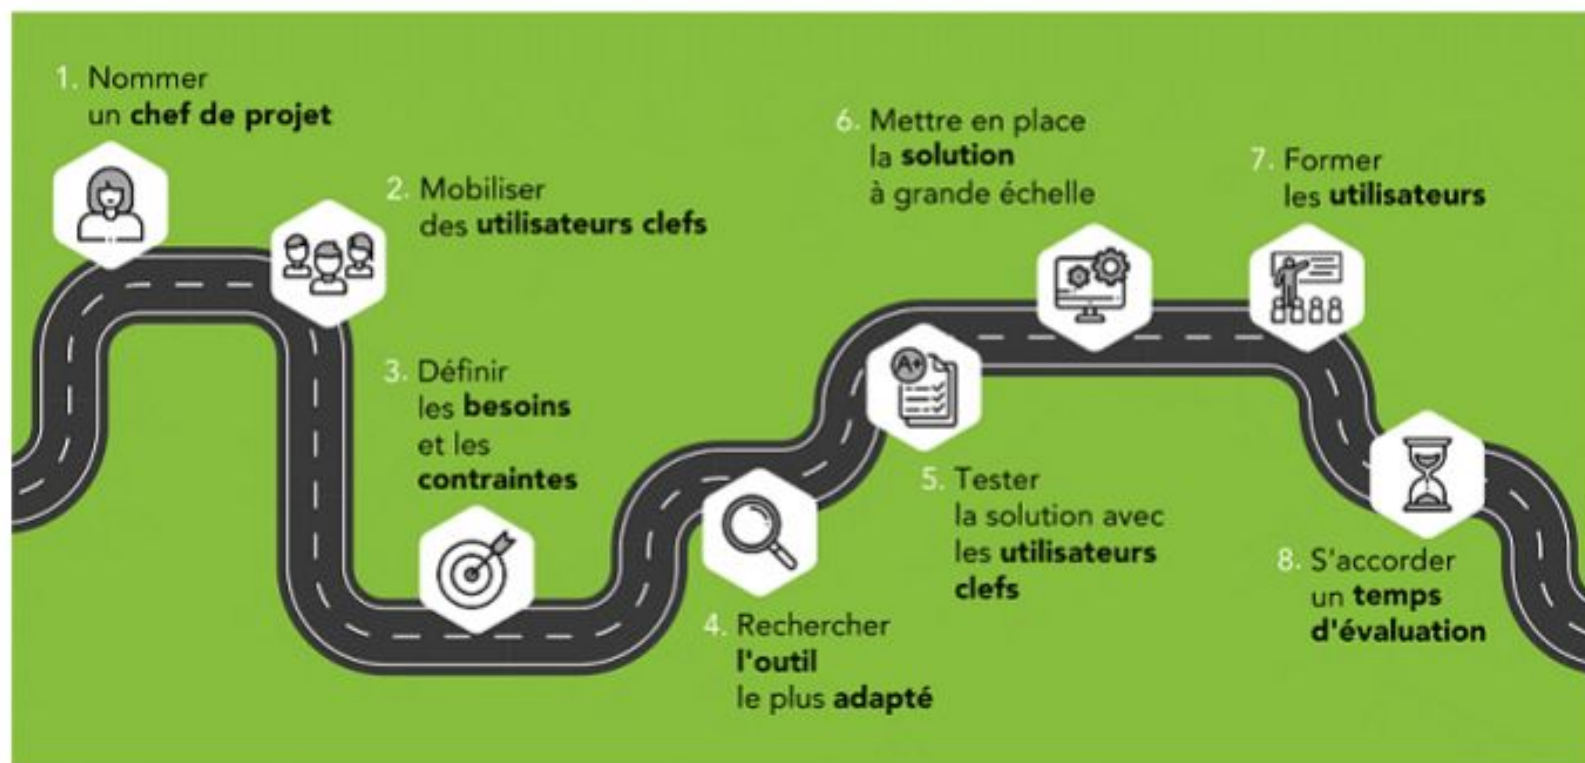 1. Nommer
un chef de projet
2. Mobiliser
des utilisateurs clefs
3. Définir
les besoins
et les
contraintes
4. Rechercher
l'outil
le plus adapté
5. Tester
la solution avec
les utilisateurs
clefs
6. Mettre en place
la solution
à grande échelle
7. Former
les utilisateurs
8. S'accorder
un temps
d'évaluation
A+